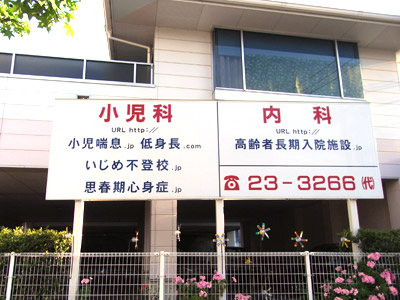 小児科
URL http://
小児喘息.jp 低身長.com
いじめ不登校.jp
思春期心身症.jp
内科
URL http://
高齢者長期入院施設.jp
☎23-3266(代)